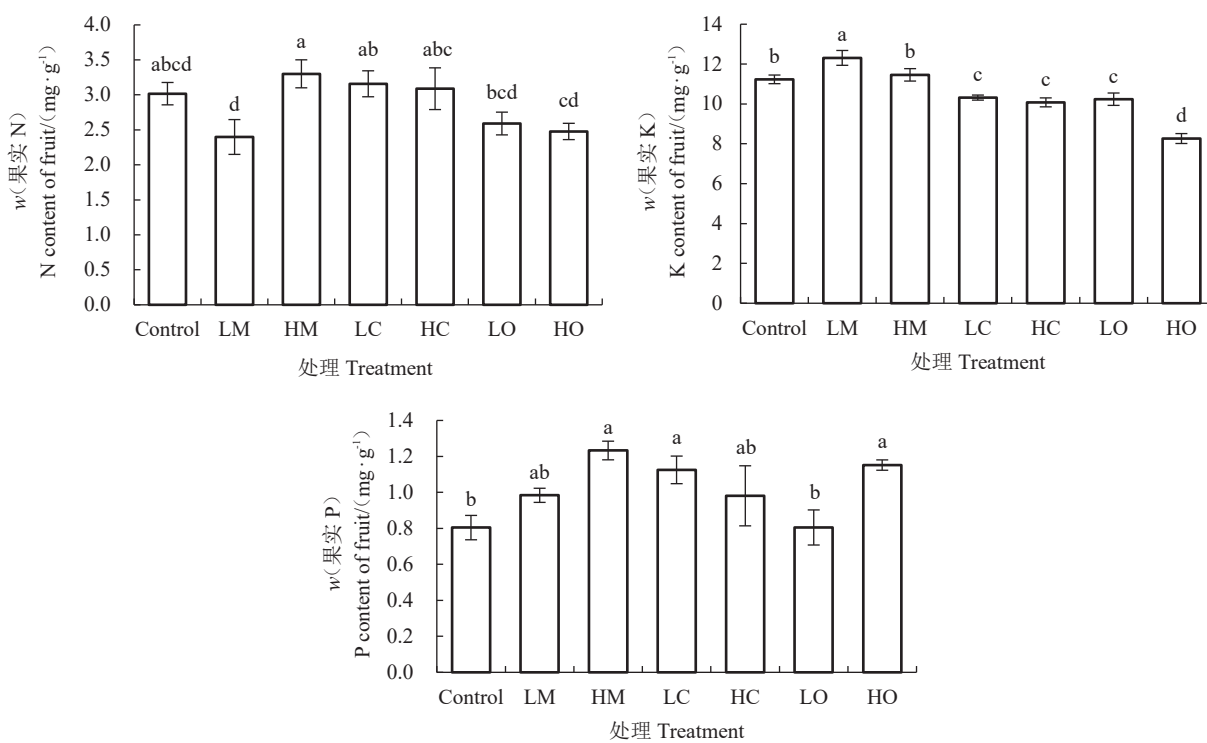 w(果实 N)
N content of fruit/(mg·g-1)
4.0
3.5
3.0
2.5
2.0
1.5
1.0
0.5
0.0
abcd
d
a
ab
abc
bcd
cd
Control LM HM LC HC LO HO
处理 Treatment
w(果实 K)
K content of fruit/(mg·g-1)
14
12
10
8
6
4
2
0
b
a
b
c
c
c
d
Control LM HM LC HC LO HO
处理 Treatment
w(果实 P)
P content of fruit/(mg·g-1)
1.4
1.2
1.0
0.8
0.6
0.4
0.2
0.0
b
ab
a
a
ab
b
a
Control LM HM LC HC LO HO
处理 Treatment